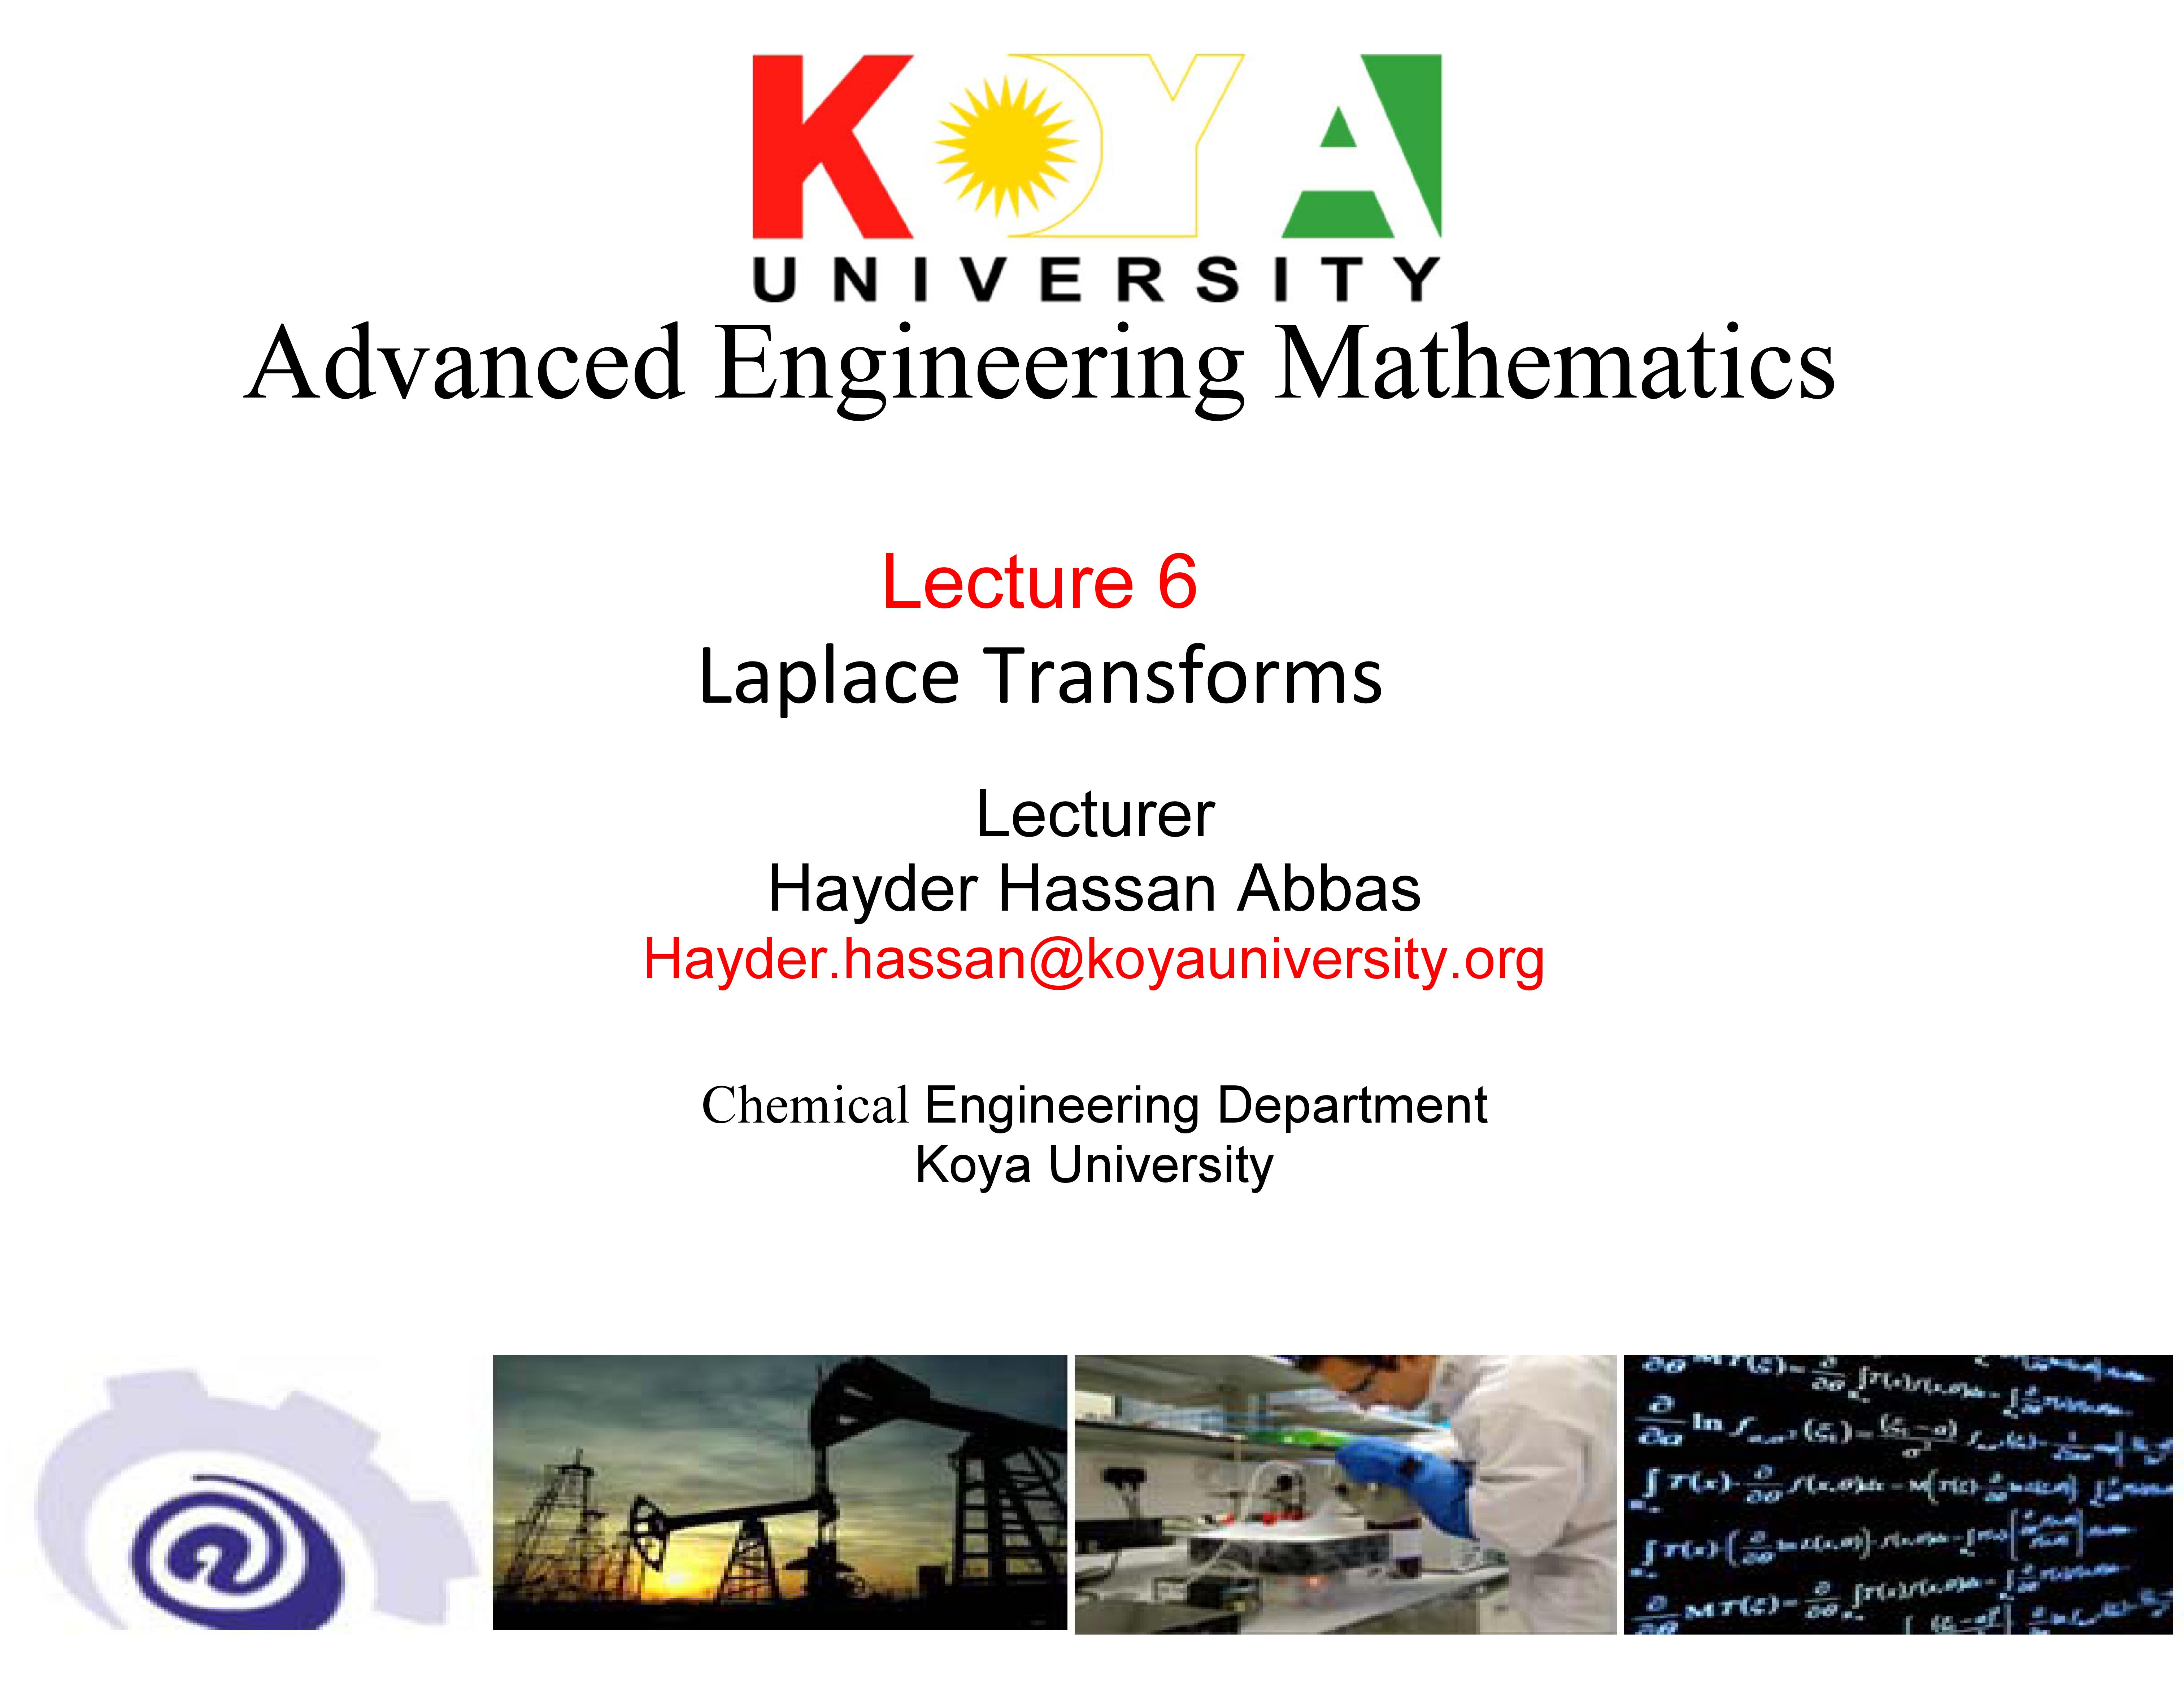 KOYA
UNIVERSITY
Advanced Engineering Mathematics
Lecture 6
Laplace Transforms
Lecturer
Hayder Hassan Abbas
Hayder.hassan@koyauniversity.org
Chemical Engineering Department
Koya University